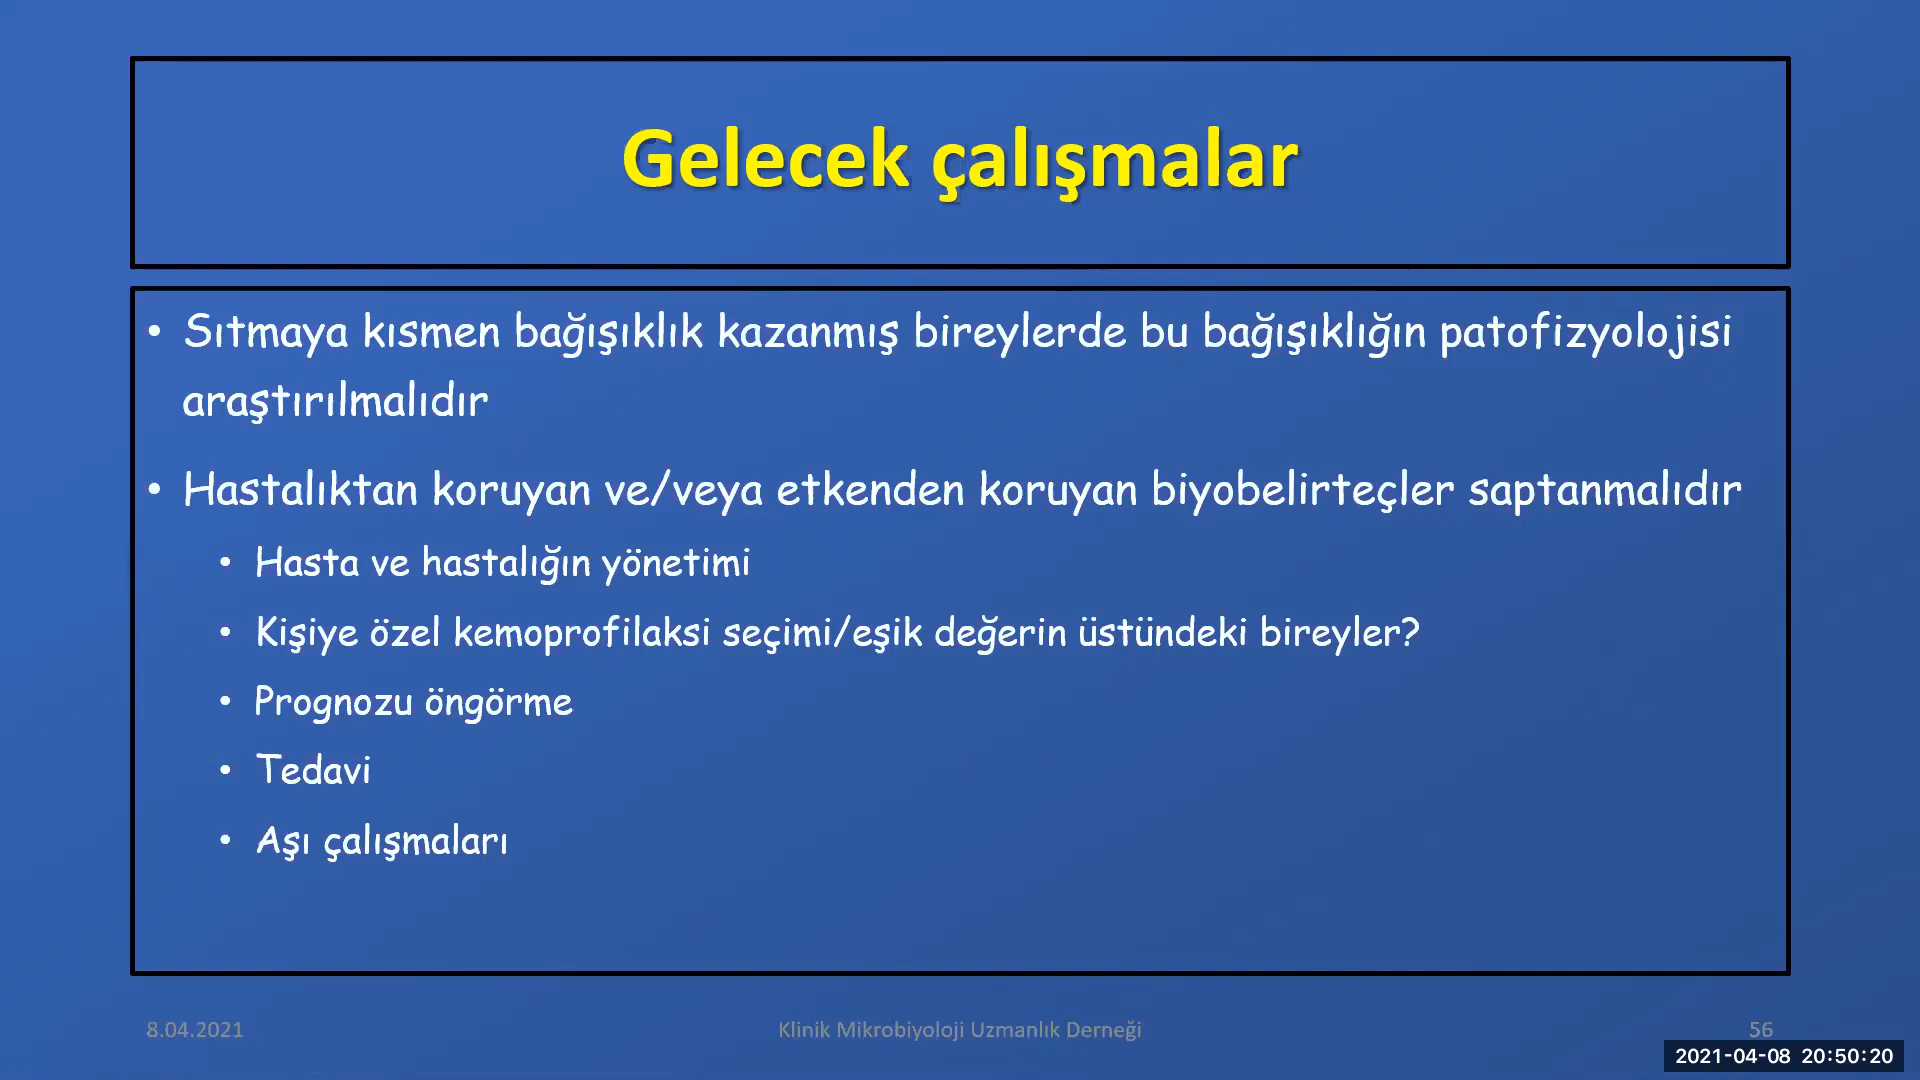 Gelecek çalışmalar
• Sıtmaya kısmen bağışıklık kazanmış bireylerde bu bağışıklığın patofizyolojisi
araştırılmalıdır
• Hastalıktan koruyan ve/veya etkenden koruyan biyobelirteçler saptanmalıdır
• Hasta ve hastalığın yönetimi
• Kişiye özel kemoprofilaksi seçimi/eşik değerin üstündeki bireyler?
• Prognozu öngörme
• Tedavi
• Aşı çalışmaları
8.04.2021
Klinik Mikrobiyoloji Uzmanlık Derneği
56
2021-04-08 20:50:20